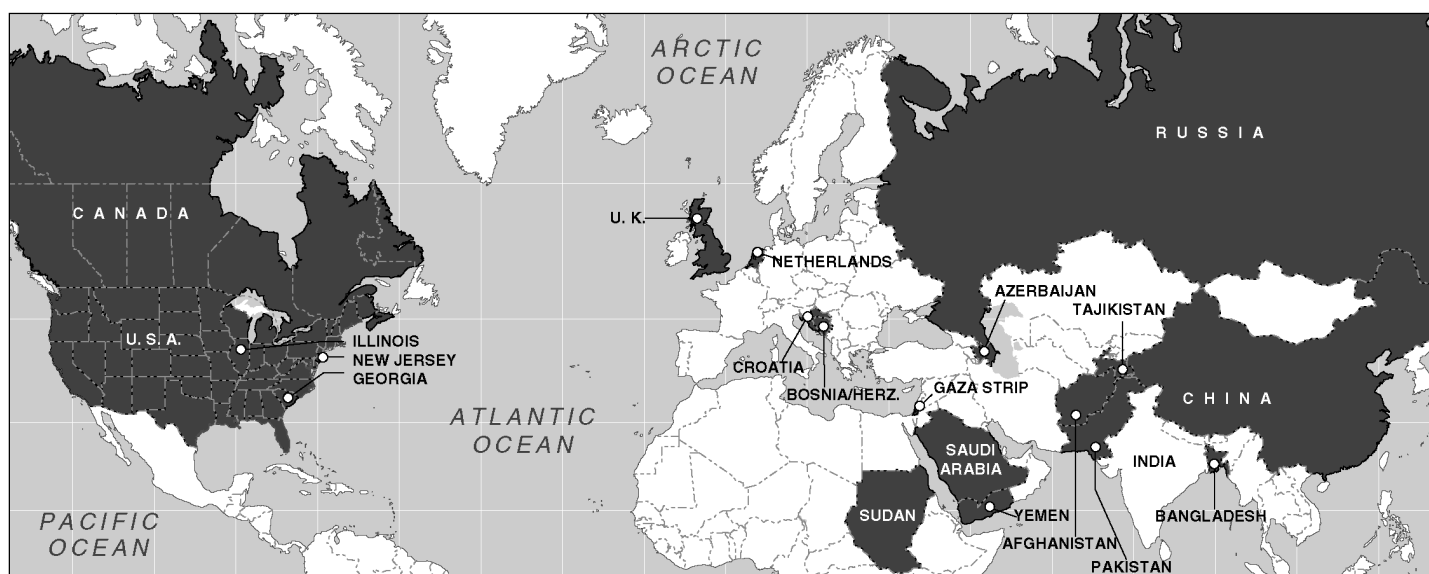 ARCTIC
OCEAN
RUSSIA
CANADA
U. K.
NETHERLANDS
AZERBAIJAN
TAJIKISTAN
U.S.A.
ILLINOIS
NEW JERSEY
GEORGIA
CROATIA
BOSNIA/HERZ.
GAZA STRIP
CHINA
ATLANTIC
OCEAN
SAUDI
ARABIA
INDIA
SUDAN
YEMEN
BANGLADESH
PACIFIC
OCEAN
AFGHANISTAN
PAKISTAN